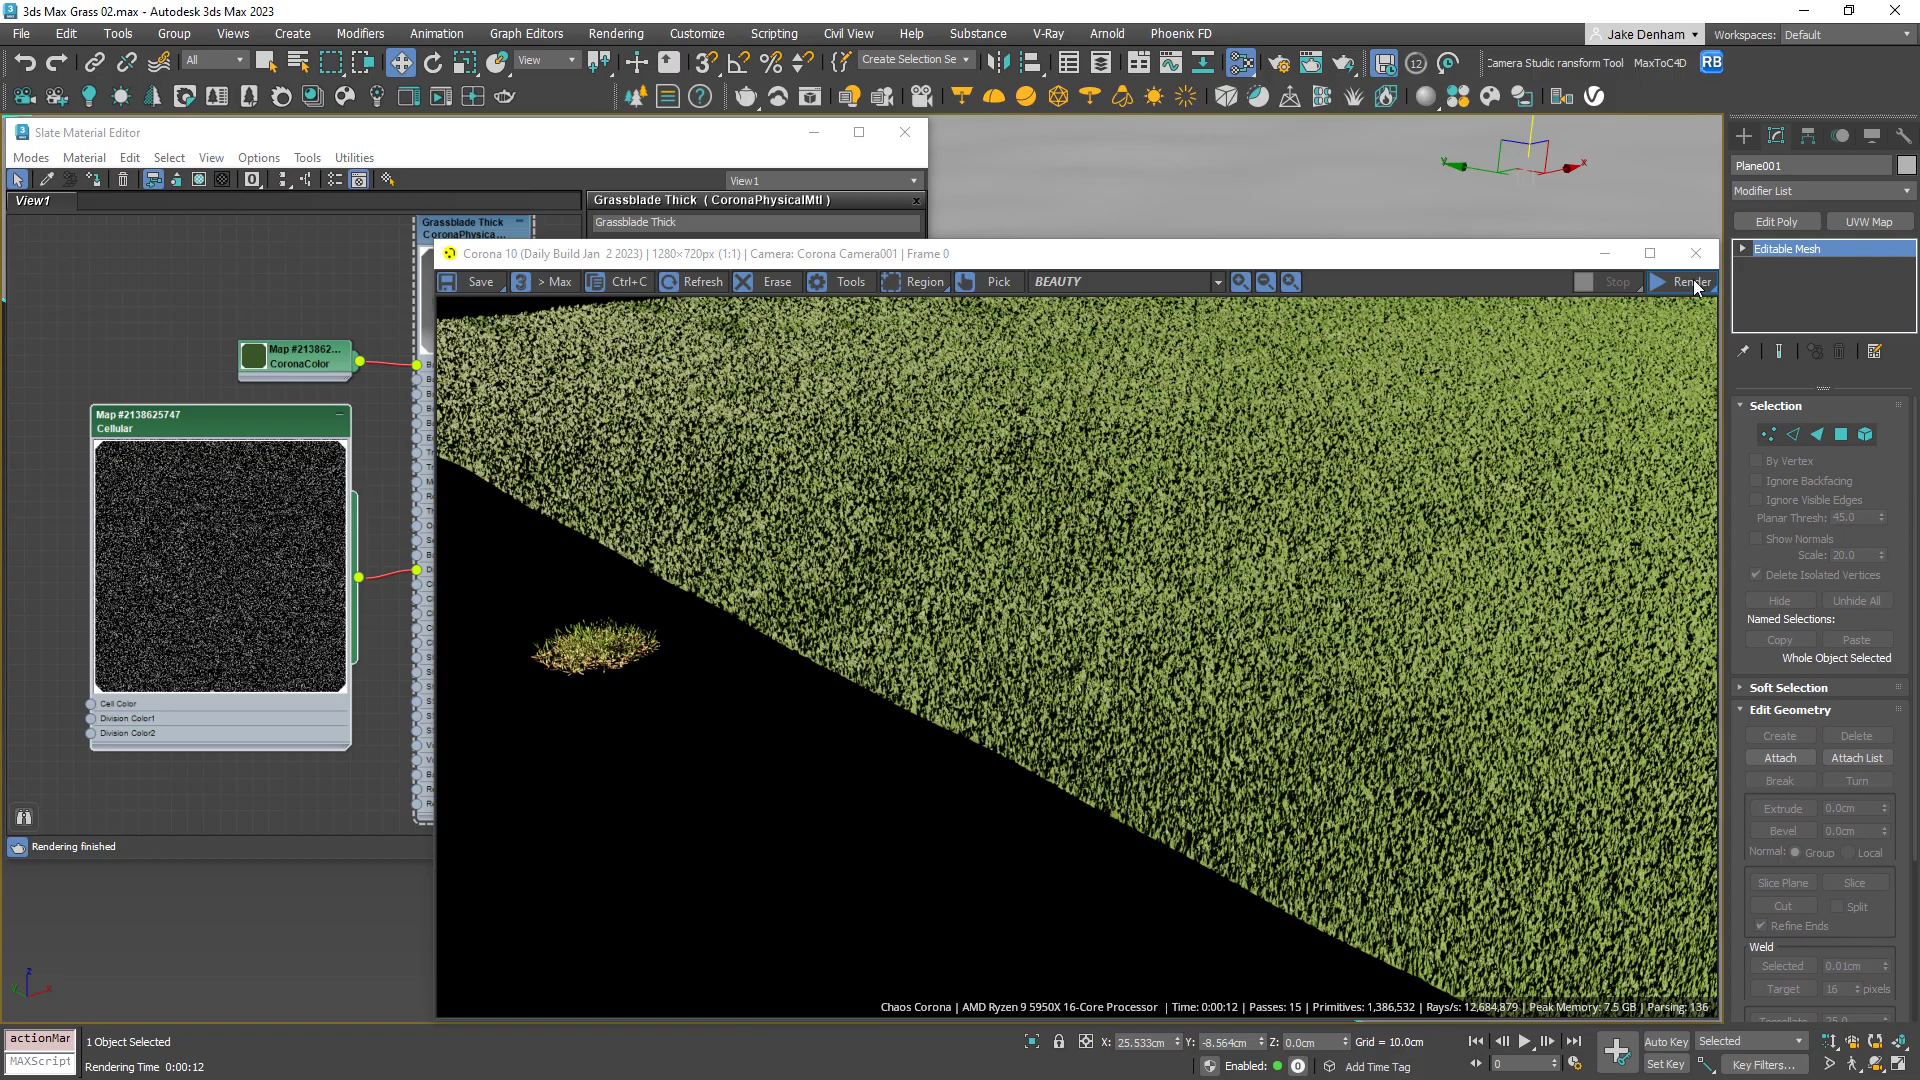 3ds Max Grass 02.max - Autodesk 3ds Max 2023
File Edit Tools Group Views Create Modifiers Animation Graph Editors Rendering Customize Scripting Civil View Help Substance V-Ray Arnold Phoenix FD
Jake Denham Workspaces: Default
All View Create Selection Se Camera Studic ransform Tool MaxToC4D RB
Slate Material Editor
Modes Material Edit Select View Options Tools Utilities
View1
View1
Grassblade Thick ( CoronaPhysicalMtl )
Grassblade Thick
Grassblade Thick
CoronaPhysica...
Corona 10 (Daily Build Jan 2 2023) | 1280×720px (1:1) | Camera: Corona Camera001 | Frame 0
Save > Max Ctrl+C Refresh Erase Tools Region Pick BEAUTY Stop Render
Map #213862...
CoronaColor
Map #2138625747
Cellular
Cell Color
Division Color1
Division Color2
Rendering finished
Chaos Corona | AMD Ryzen 9 5950X 16-Core Processor | Time: 0:00:12 | Passes: 15 | Primitives: 1,386,532 | Rays/s: 12,684,879 | Peak Memory: 7.5 GB | Parsing: 136
Plane001
Modifier List
Edit Poly UVW Map
Editable Mesh
Selection
By Vertex
Ignore Backfacing
Ignore Visible Edges
Planar Thresh: 45.0
Show Normals
Scale: 20.0
Delete Isolated Vertices
Hide Unhide All
Named Selections:
Copy Paste
Whole Object Selected
Soft Selection
Edit Geometry
Create Delete
Attach Attach List
Break Turn
Extrude 0.0cm
Bevel 0.0cm
Normal: Group Local
Slice Plane Slice
Cut Split
Refine Ends
Weld
Selected 0.01cm
Target 16 pixels
actionMar
MAXScript
1 Object Selected
Rendering Time 0:00:12
X: 25.533cm Y: -8.564cm Z: 0.0cm Grid = 10.0cm
Enabled: 0 Add Time Tag
0
Auto Key Selected
Set Key Key Filters...